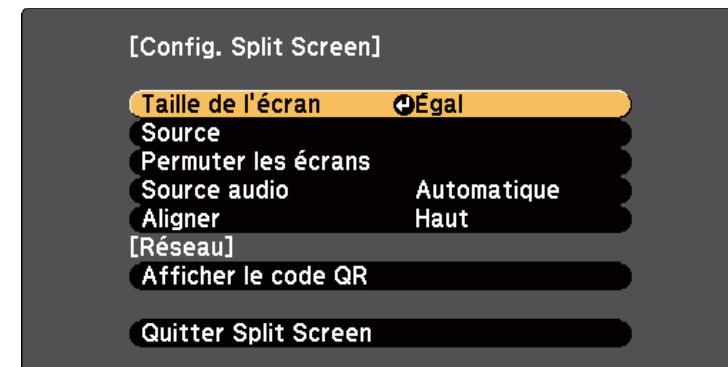 [Config. Split Screen]
Taille de l'écran Égal
Source
Permuter les écrans
Source audio Automatique
Aligner Haut
[Réseau]
Afficher le code QR
Quitter Split Screen